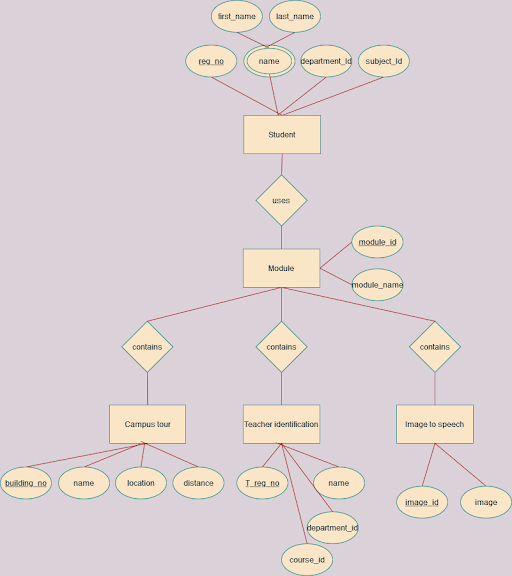 first_name
last_name
reg_no
name
department_Id
subject_Id
Student
uses
module_id
Module
module_name
contains
contains
contains
Campus tour
Teacher identification
Image to speech
building_no
name
location
distance
T_reg_no
name
image_id
image
department_id
course_id